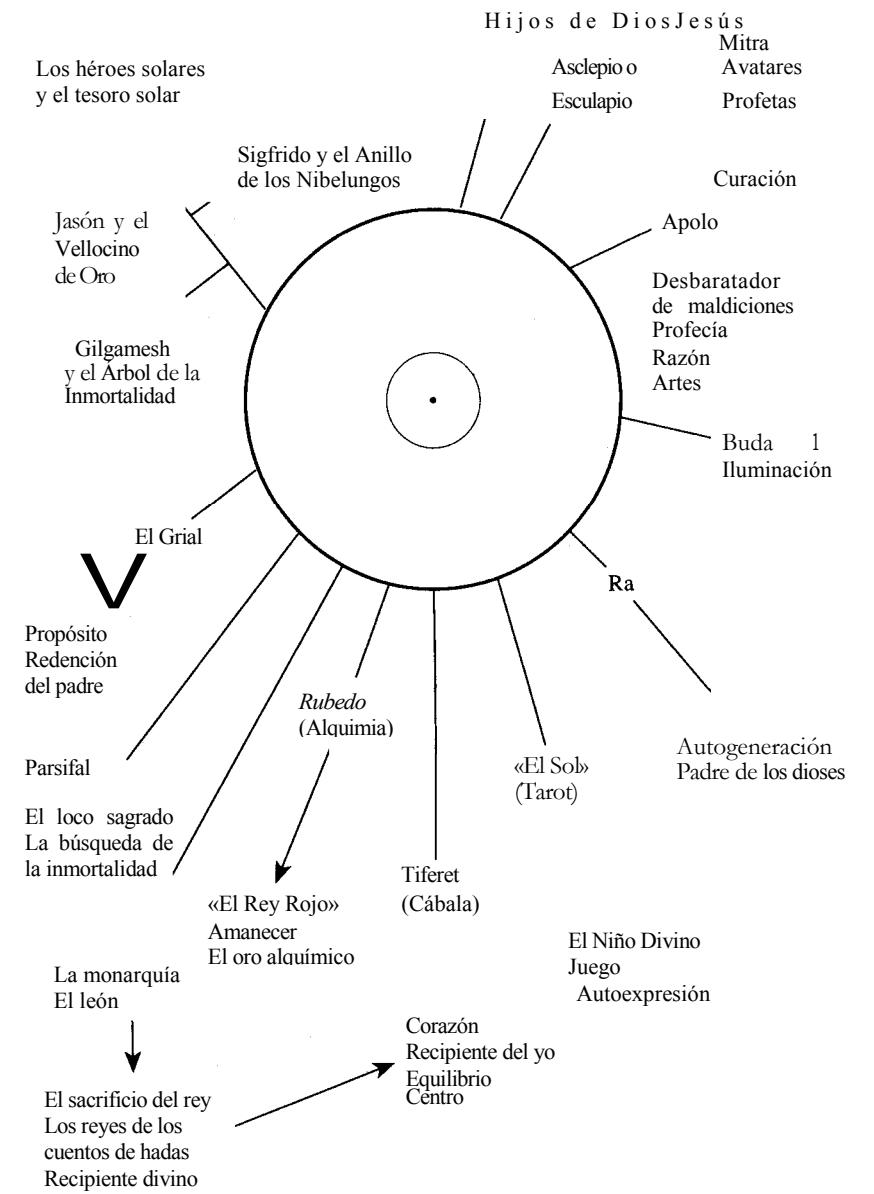 Hijos de DiosJesús
Mitra
Los héroes solares
y el tesoro solar
Asclepio o
Avatares
Esculapio
Profetas
Sigfrido y el Anillo
de los Nibelungos
Curación
Jasón y el
Vellocino
de Oro
Apolo
Desbaratador
de maldiciones
Profecía
Razón
Artes
Gilgamesh
y el Árbol de la
Inmortalidad
Buda 1
Iluminación
El Grial
Ra
Propósito
Redención
del padre
Rubedo
(Alquimia)
Parsifal
«El Sol»
(Tarot)
Autogeneración
Padre de los dioses
El loco sagrado
La búsqueda de
la inmortalidad
Tiferet
(Cábala)
«El Rey Rojo»
Amanecer
El oro alquímico
El Niño Divino
Juego
Autoexpresión
La monarquía
El león
Corazón
Recipiente del yo
Equilibrio
Centro
El sacrificio del rey
Los reyes de los
cuentos de hadas
Recipiente divino